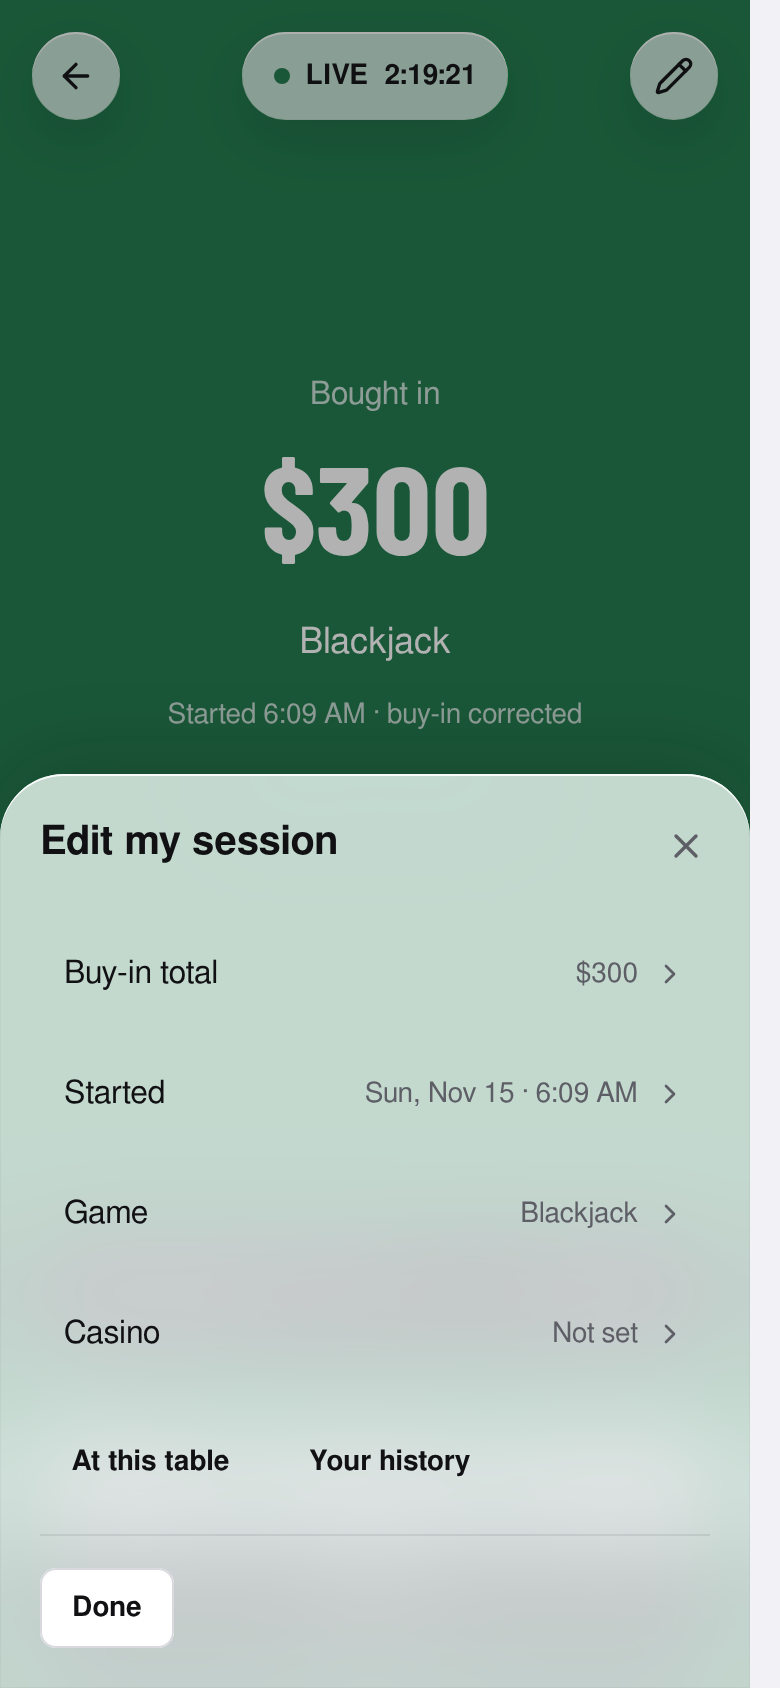 LIVE 2:19:21
Bought in
$300
Blackjack
Started 6:09 AM · buy-in corrected
Edit my session
Buy-in total $300
Started Sun, Nov 15 · 6:09 AM
Game Blackjack
Casino Not set
At this table Your history
Done